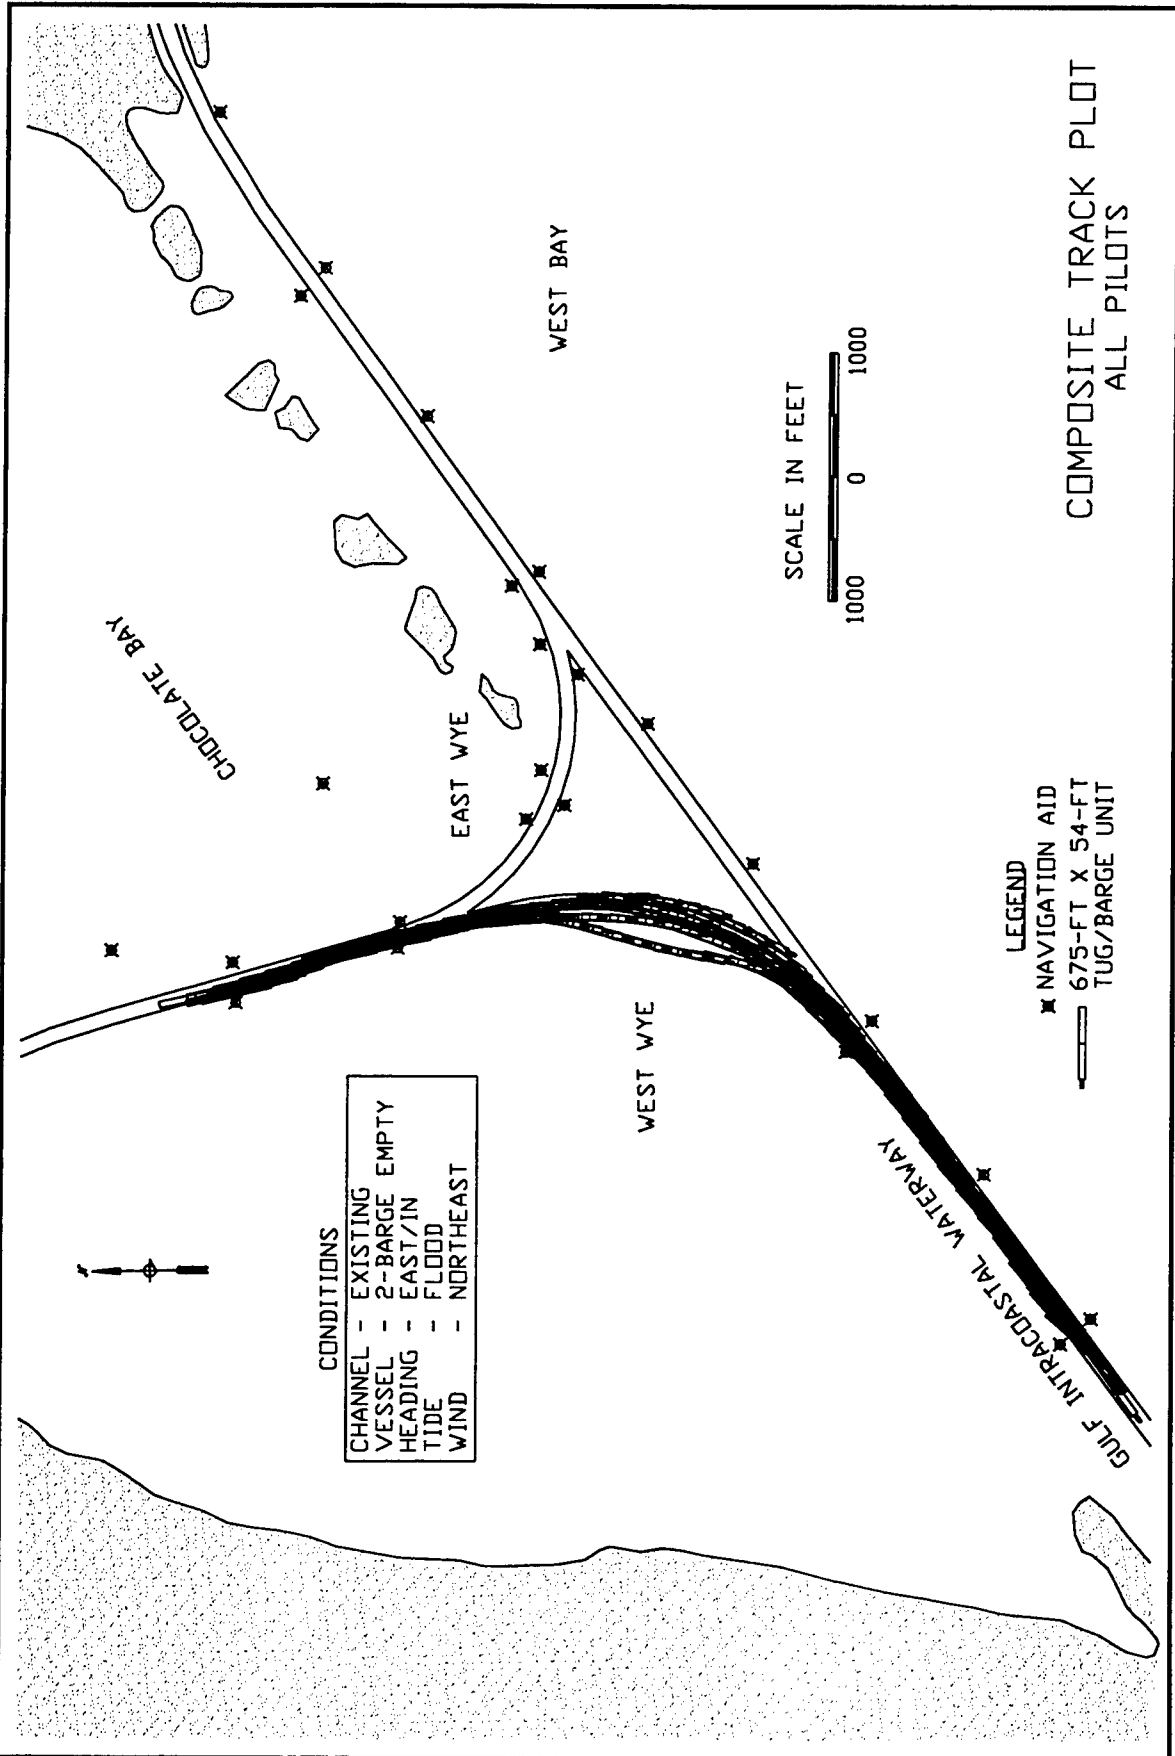 CHOCOLATE BAY
EAST WYE
WEST BAY
WEST WYE
GULF INTRACOASTAL WATERWAY
N
CONDITIONS
CHANNEL - EXISTING
VESSEL - 2-BARGE EMPTY
HEADING - EAST/IN
TIDE - FLOOD
WIND - NORTHEAST
SCALE IN FEET
1000 0 1000
LEGEND
NAVIGATION AID
675-FT X 54-FT
TUG/BARGE UNIT
COMPOSITE TRACK PLOT
ALL PILOTS